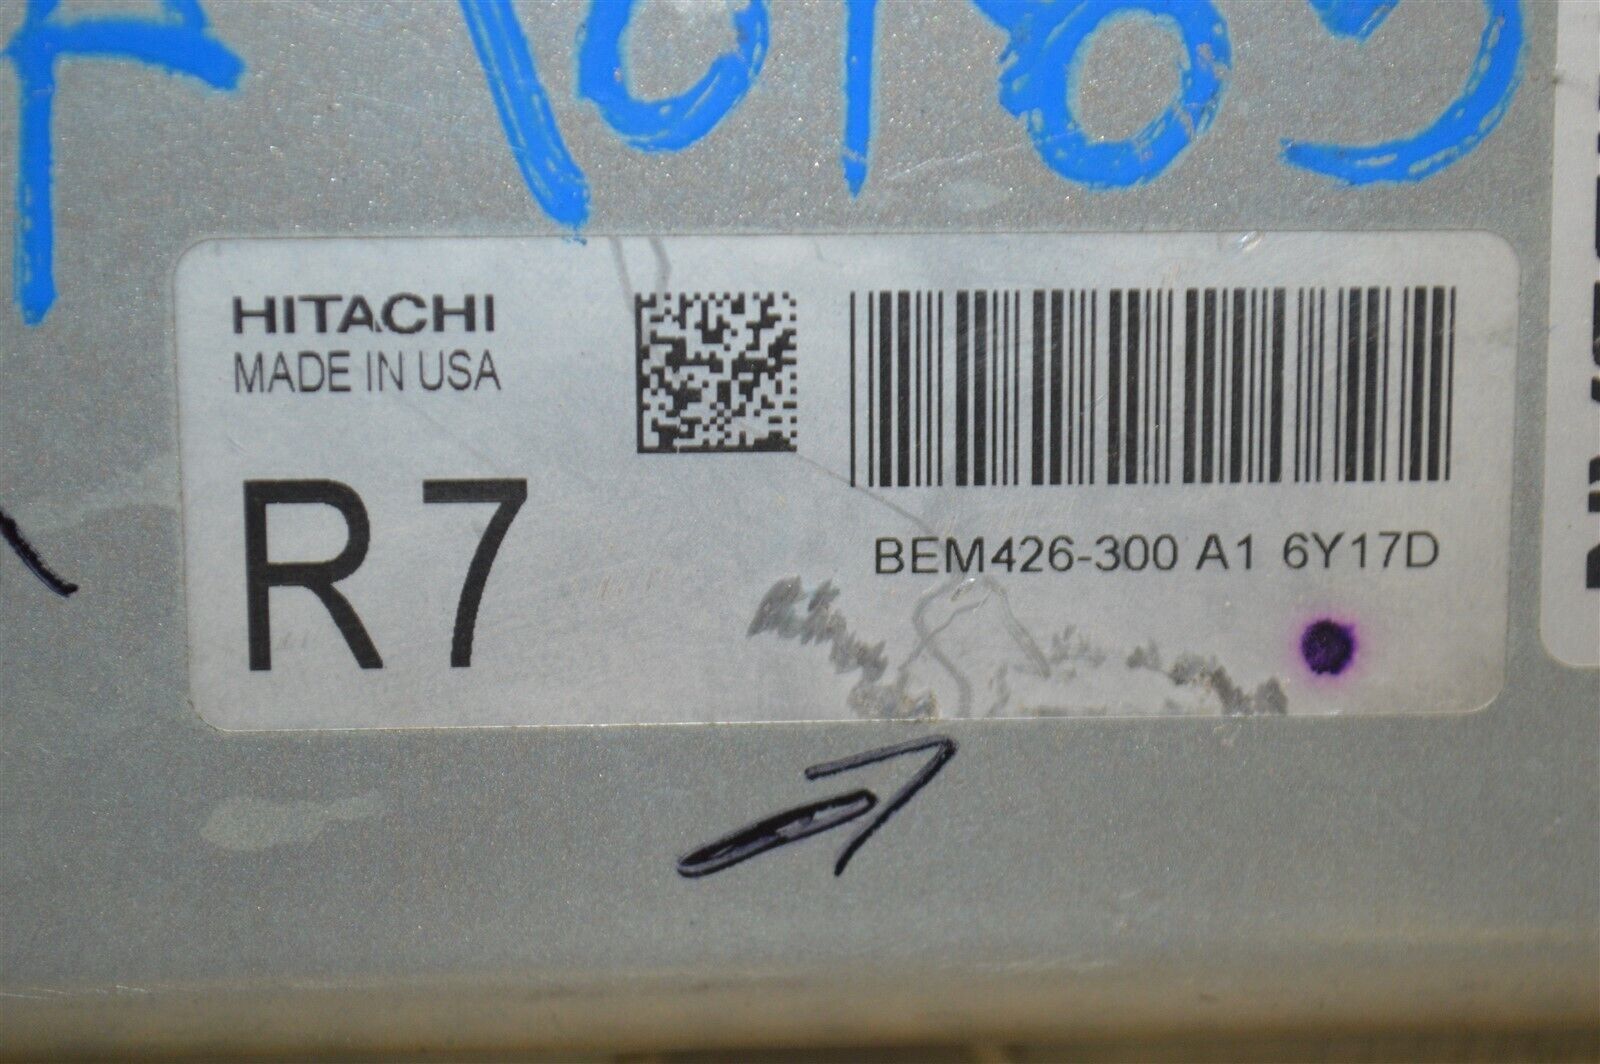 HITACHI
MADE IN USA
R7
BEM426-300 A1 6Y17D